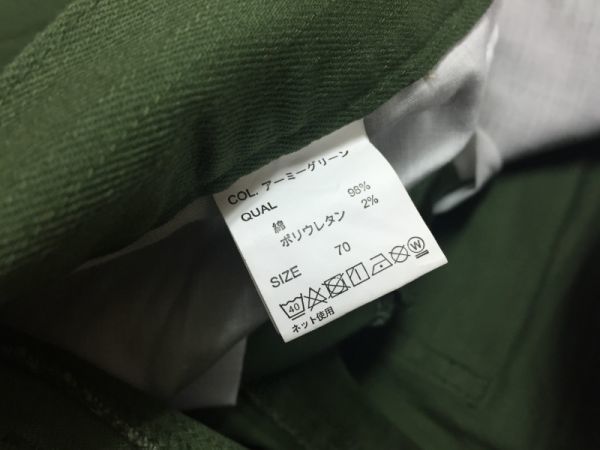 COL. アーミーグリーン
QUAL
綿 98%
ポリウレタン 2%
SIZE 70
40 W
ネット使用